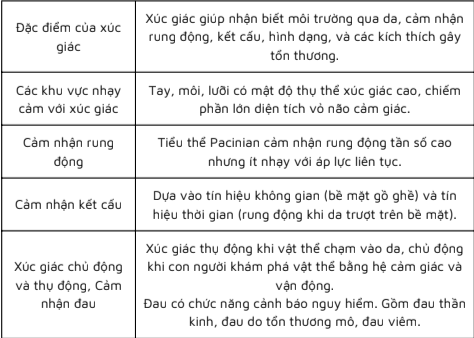 Đặc điểm của xúc
giác
Xúc giác giúp nhận biết môi trường qua da, cảm nhận
rung động, kết cấu, hình dạng, và các kích thích gây
tổn thương.
Các khu vực nhạy
cảm với xúc giác
Tay, môi, lưỡi có mật độ thụ thể xúc giác cao, chiếm
phần lớn diện tích vỏ não cảm giác.
Cảm nhận rung
động
Tiểu thể Pacinian cảm nhận rung động tần số cao
nhưng ít nhạy với áp lực liên tục.
Cảm nhận kết cấu
Dựa vào tín hiệu không gian (bề mặt gồ ghề) và tín
hiệu thời gian (rung động khi da trượt trên bề mặt).
Xúc giác chủ động
và thụ động, Cảm
nhận đau
Xúc giác thụ động khi vật thể chạm vào da, chủ động
khi con người khám phá vật thể bằng hệ cảm giác và
vận động.
Đau có chức năng cảnh báo nguy hiểm. Gồm đau thần
kinh, đau do tổn thương mô, đau viêm.